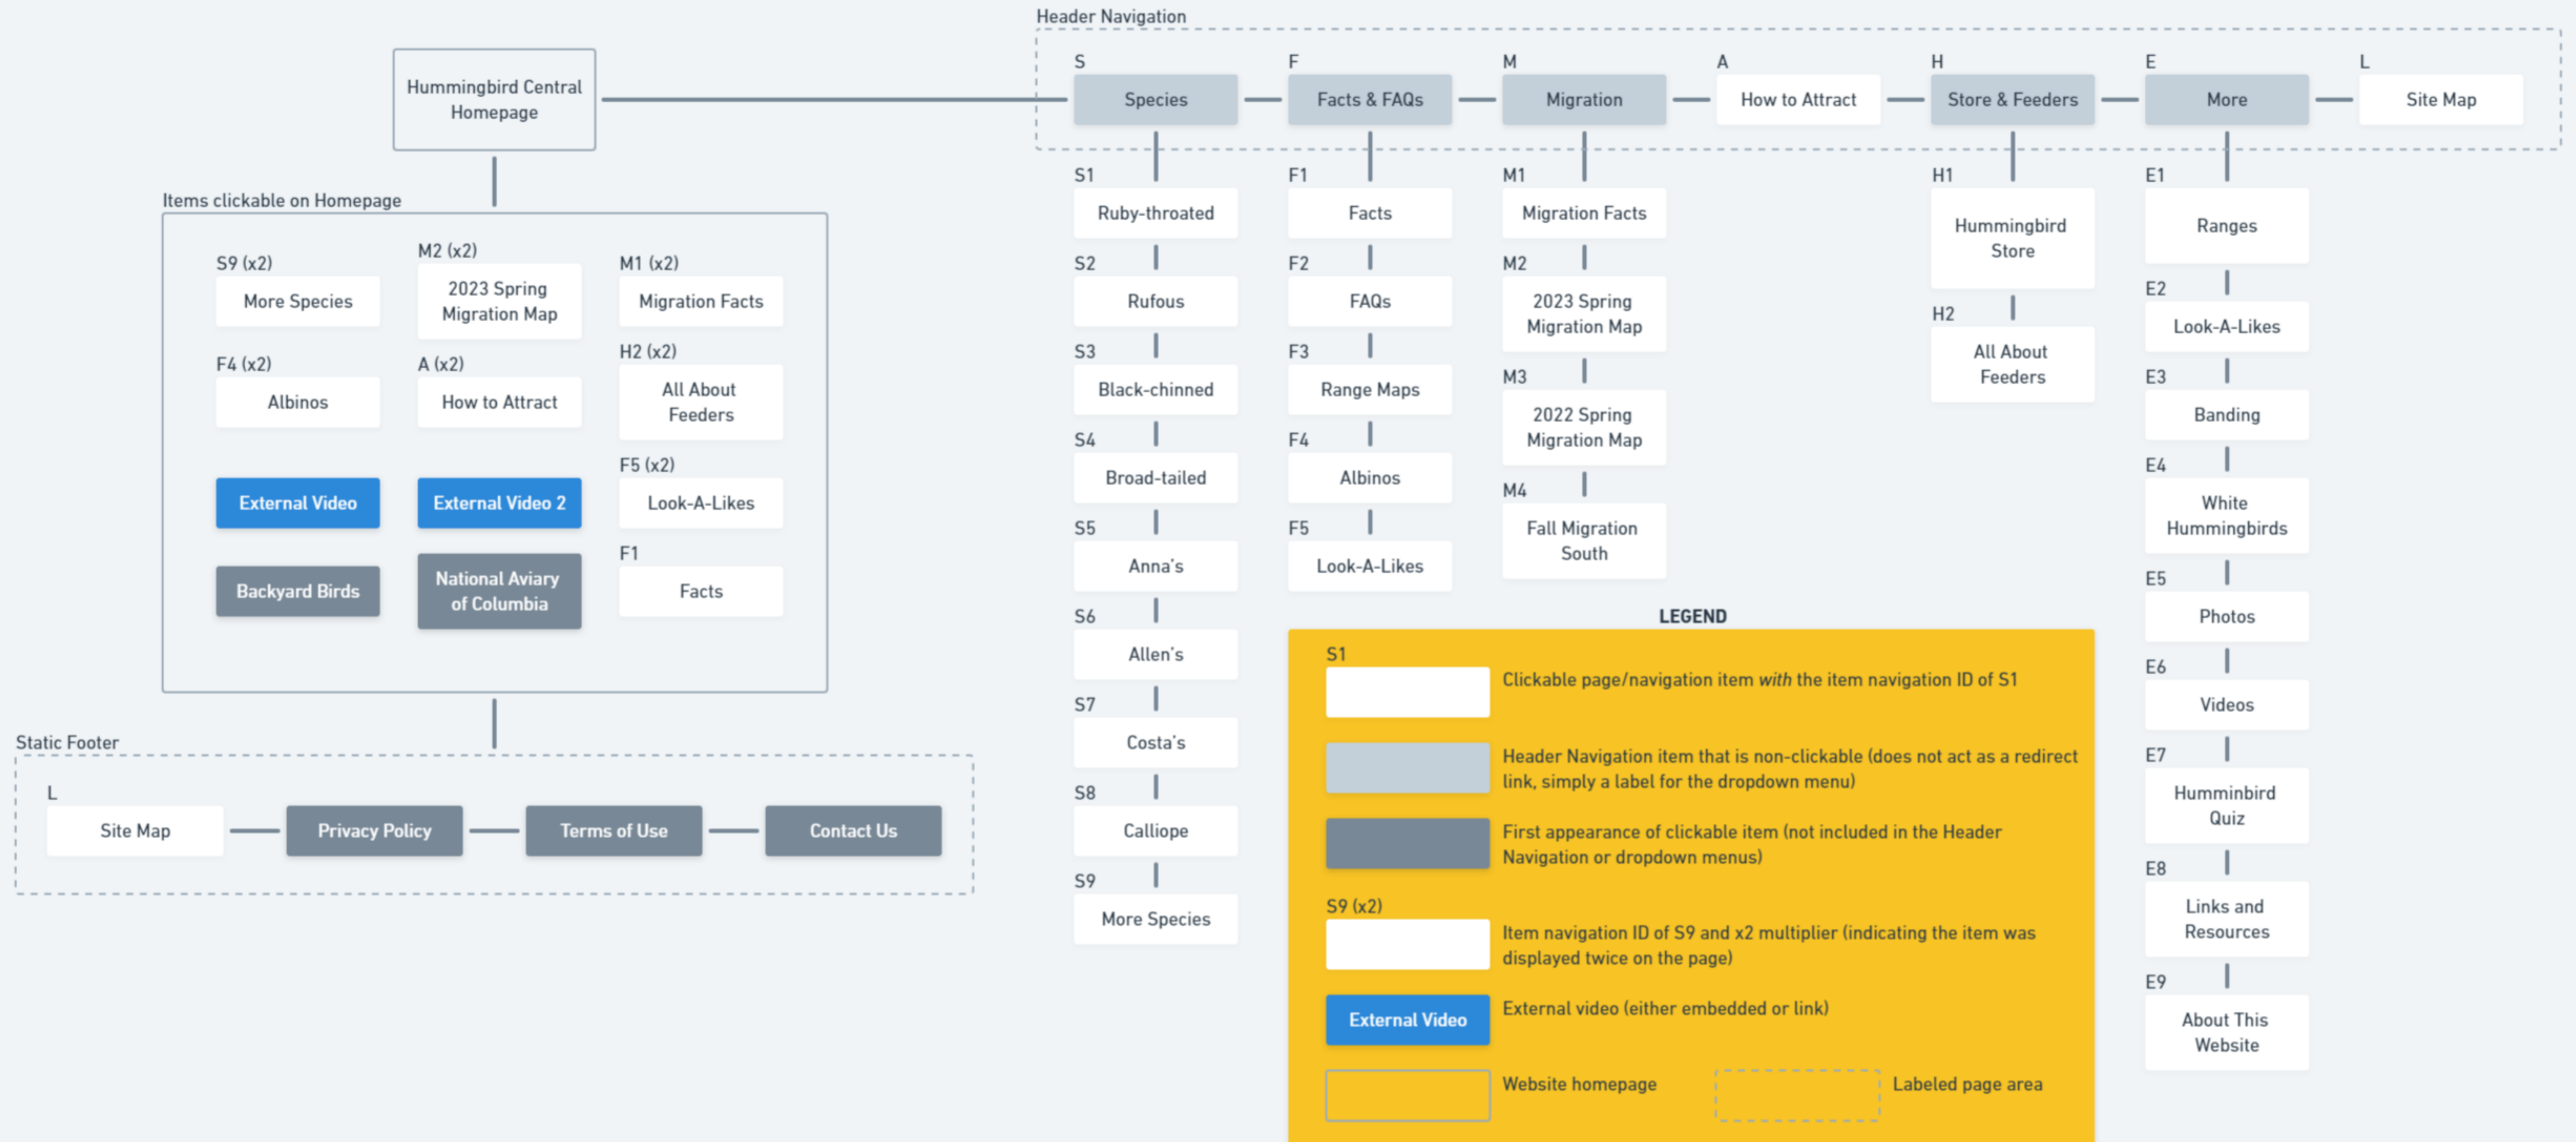 Header Navigation
Hummingbird Central
Homepage
S
Species
F
Facts & FAQs
M
Migration
A
How to Attract
H
Store & Feeders
E
More
L
Site Map
Items clickable on Homepage
S9 (x2)
More Species
M2 (x2)
2023 Spring
Migration Map
M1 (x2)
Migration Facts
F4 (x2)
Albinos
A (x2)
How to Attract
H2 (x2)
All About
Feeders
External Video
External Video 2
F5 (x2)
Look-A-Likes
Backyard Birds
National Aviary
of Columbia
F1
Facts
Static Footer
L
Site Map
Privacy Policy
Terms of Use
Contact Us
S1
Ruby-throated
S2
Rufous
S3
Black-chinned
S4
Broad-tailed
S5
Anna's
S6
Allen's
S7
Costa's
S8
Calliope
S9
More Species
F1
Facts
F2
FAQs
F3
Range Maps
F4
Albinos
F5
Look-A-Likes
M1
Migration Facts
M2
2023 Spring
Migration Map
M3
2022 Spring
Migration Map
M4
Fall Migration
South
H1
Hummingbird
Store
H2
All About
Feeders
E1
Ranges
E2
Look-A-Likes
E3
Banding
E4
White
Hummingbirds
E5
Photos
E6
Videos
E7
Humminbird
Quiz
E8
Links and
Resources
E9
About This
Website
LEGEND
S1
Clickable page/navigation item with the item navigation ID of S1
Header Navigation item that is non-clickable (does not act as a redirect
link, simply a label for the dropdown menu)
First appearance of clickable item (not included in the Header
Navigation or dropdown menus)
S9 (x2)
Item navigation ID of S9 and x2 multiplier (indicating the item was
displayed twice on the page)
External Video
External video (either embedded or link)
Website homepage
Labeled page area